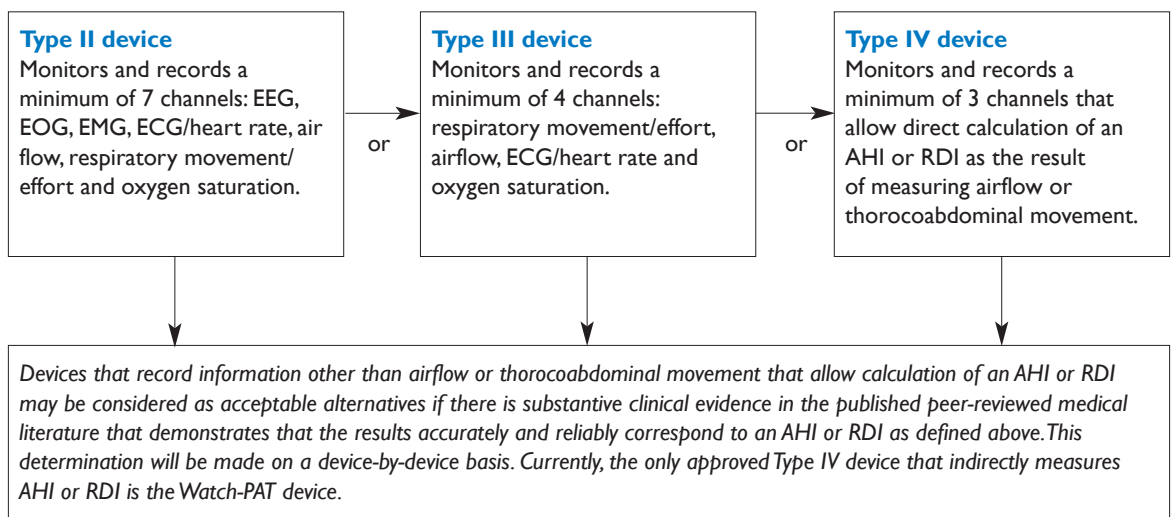 Type II device
Monitors and records a
minimum of 7 channels: EEG,
EOG, EMG, ECG/heart rate, air
flow, respiratory movement/
effort and oxygen saturation.
or
Type III device
Monitors and records a
minimum of 4 channels:
respiratory movement/effort,
airflow, ECG/heart rate and
oxygen saturation.
or
Type IV device
Monitors and records a
minimum of 3 channels that
allow direct calculation of an
AHI or RDI as the result
of measuring airflow or
thorocoabdominal movement.
Devices that record information other than airflow or thorocoabdominal movement that allow calculation of an AHI or RDI
may be considered as acceptable alternatives if there is substantive clinical evidence in the published peer-reviewed medical
literature that demonstrates that the results accurately and reliably correspond to an AHI or RDI as defined above. This
determination will be made on a device-by-device basis. Currently, the only approved Type IV device that indirectly measures
AHI or RDI is the Watch-PAT device.